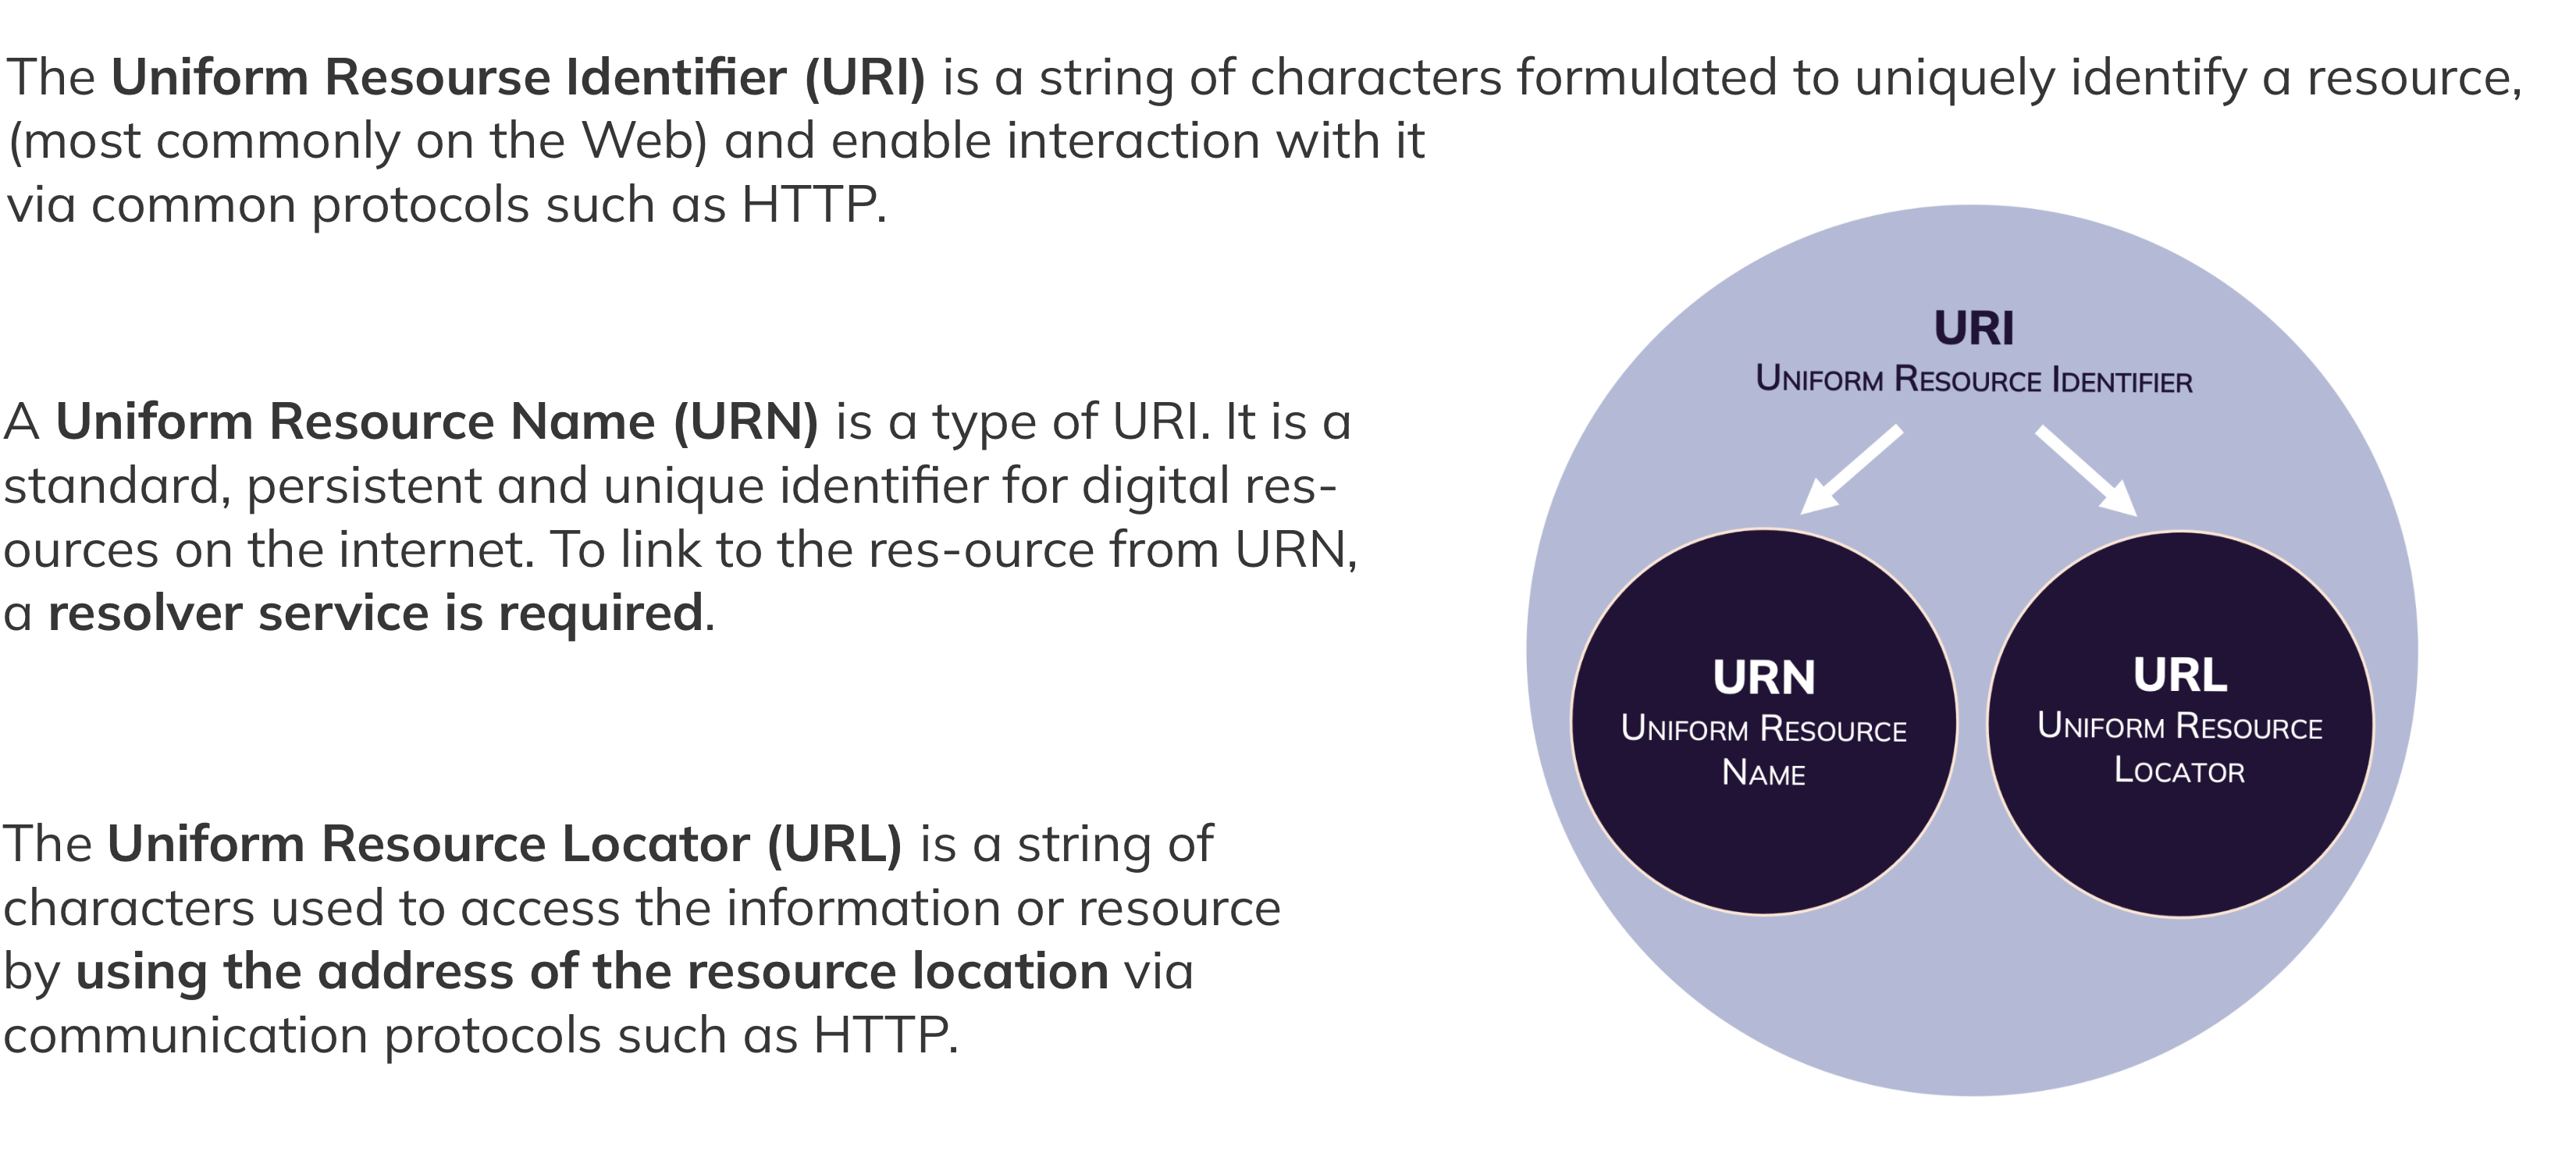 The Uniform Resourse Identifier (URI) is a string of characters formulated to uniquely identify a resource,
(most commonly on the Web) and enable interaction with it
via common protocols such as HTTP.
A Uniform Resource Name (URN) is a type of URI. It is a
standard, persistent and unique identifier for digital res-
ources on the internet. To link to the res-ource from URN,
a resolver service is required.
The Uniform Resource Locator (URL) is a string of
characters used to access the information or resource
by using the address of the resource location via
communication protocols such as HTTP.
URI
Uniform Resource Identifier
URN
Uniform Resource
Name
URL
Uniform Resource
Locator